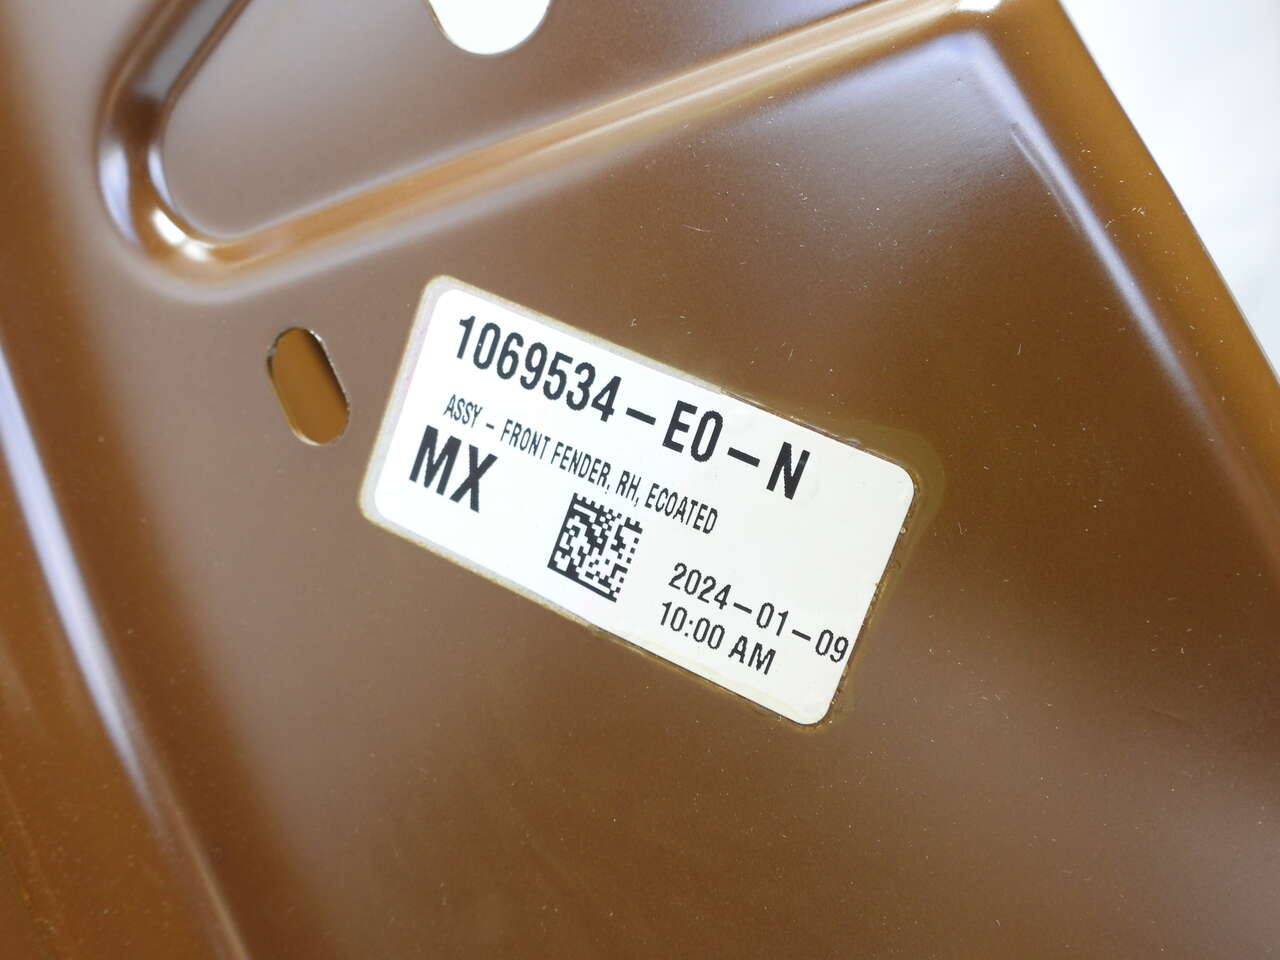 1069534-E0-N
ASSY - FRONT FENDER, RH, ECOATED
MX
2024-01-09
10:00 AM